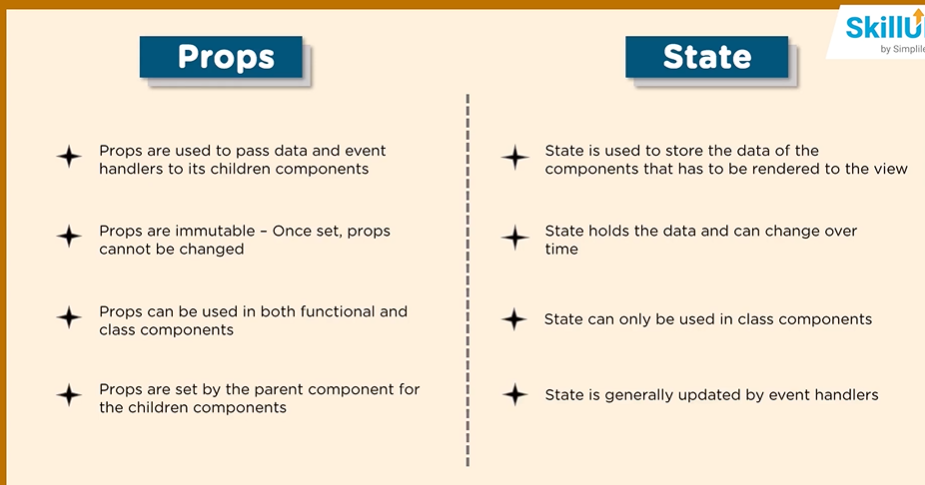 Props
Props are used to pass data and event
handlers to its children components
Props are immutable – Once set, props
cannot be changed
Props can be used in both functional and
class components
Props are set by the parent component for
the children components
State
State is used to store the data of the
components that has to be rendered to the view
State holds the data and can change over
time
State can only be used in class components
State is generally updated by event handlers
SkillU
by Simplile